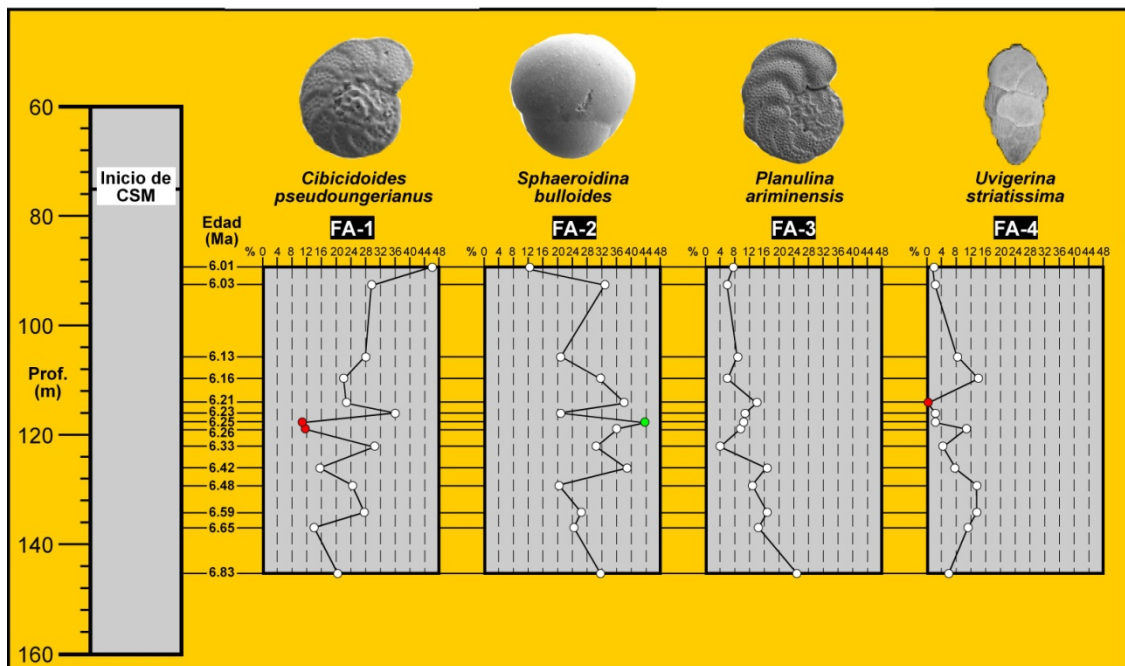 60
80
100
Prof.
(m)
120
140
160
Inicio de
CSM
Cibicidoides
pseudoungerianus
FA-1
Sphaeroidina
bulloides
FA-2
Planulina
ariminensis
FA-3
Uvigerina
striatissima
FA-4
Edad
(Ma)
% 0 4 8 12 16 20 24 28 32 36 40 44 48
% 0 4 8 12 16 20 24 28 32 36 40 44 48
% 0 4 8 12 16 20 24 28 32 36 40 44 48
% 0 4 8 12 16 20 24 28 32 36 40 44 48
6.01
6.03
6.13
6.16
6.21
6.23
6.25
6.26
6.33
6.42
6.48
6.59
6.65
6.83